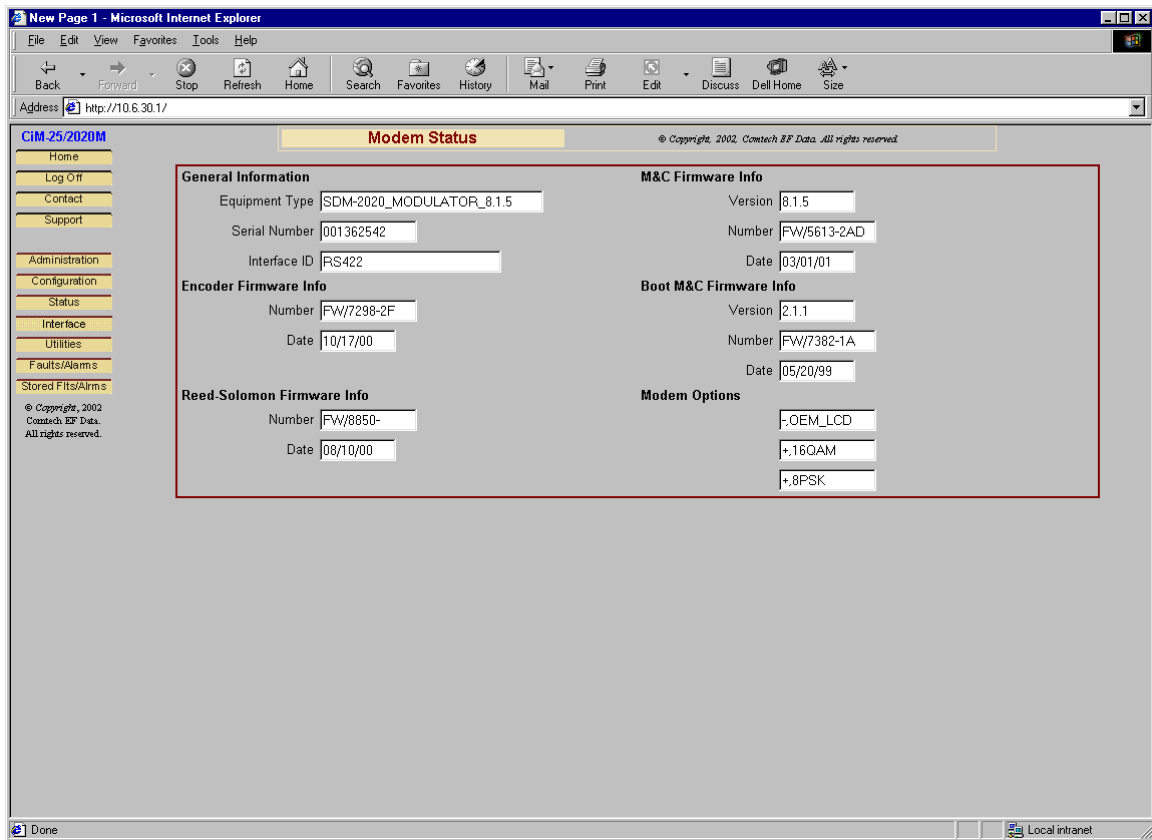 New Page 1 - Microsoft Internet Explorer
File Edit View Favorites Tools Help
Back Forward Stop Refresh Home Search Favorites History Mail Print Edit Discuss Dell Home Size
Address http://10.6.30.1/
CiM-25/2020M
Home
Log Off
Contact
Support
Administration
Configuration
Status
Interface
Utilities
Faults/Alarms
Stored Flts/Alrms
© Copyright, 2002
Comtech EF Data.
All rights reserved.
Modem Status
© Copyright, 2002, Comtech EF Data. All rights reserved.
General Information
Equipment Type SDM-2020_MODULATOR_8.1.5
Serial Number 001362542
Interface ID RS422
Encoder Firmware Info
Number FW/7298-2F
Date 10/17/00
Reed-Solomon Firmware Info
Number FW/8850-
Date 08/10/00
M&C Firmware Info
Version 8.1.5
Number FW/5613-2AD
Date 03/01/01
Boot M&C Firmware Info
Version 2.1.1
Number FW/7382-1A
Date 05/20/99
Modem Options
-,OEM_LCD
+,16QAM
+,8PSK
Done
Local intranet